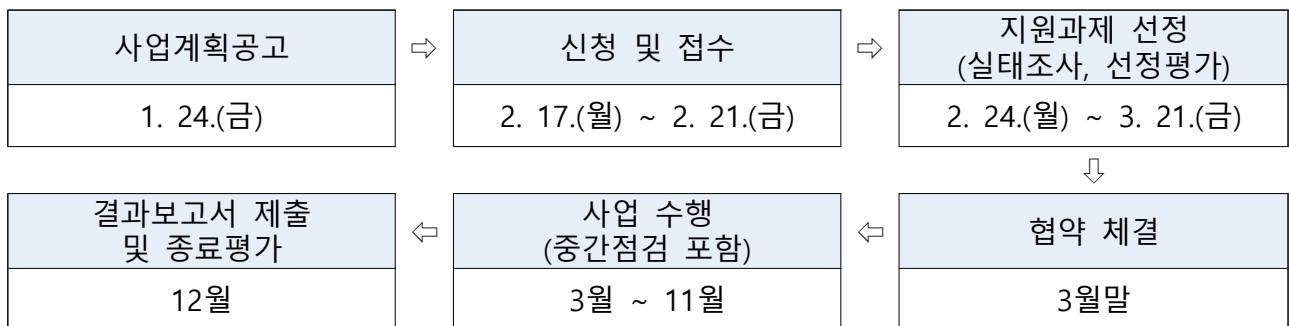 사업계획공고
1. 24.(금)
⇨
신청 및 접수
2. 17.(월) ~ 2. 21.(금)
⇨
지원과제 선정
(실태조사, 선정평가)
2. 24.(월) ~ 3. 21.(금)
⇩
협약 체결
3월말
⇦
사업 수행
(중간점검 포함)
3월 ~ 11월
⇦
결과보고서 제출
및 종료평가
12월